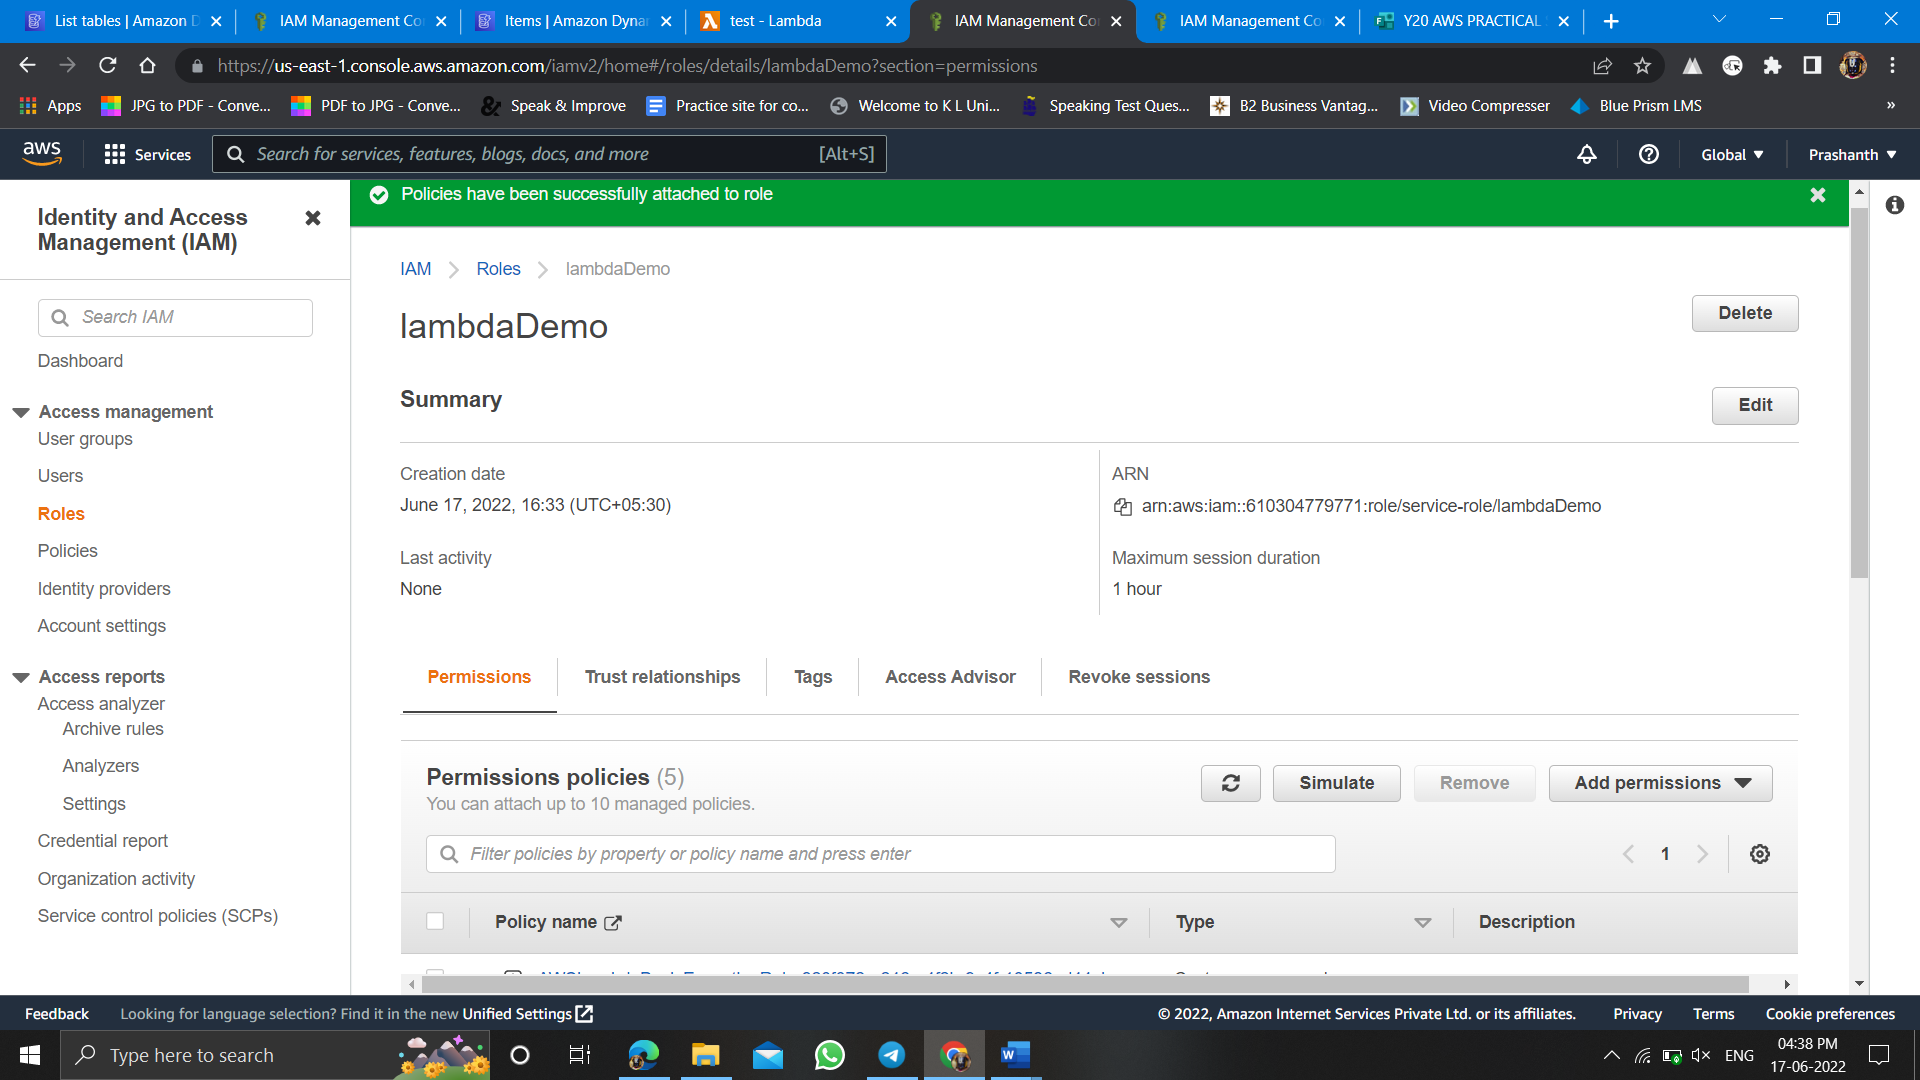 List tables | Amazon D
IAM Management Co
Items | Amazon Dyna
test - Lambda
IAM Management Co
IAM Management Co
Y20 AWS PRACTICAL
https://us-east-1.console.aws.amazon.com/iamv2/home#/roles/details/lambdaDemo?section=permissions
Apps
JPG to PDF - Conve...
PDF to JPG - Conve...
Speak & Improve
Practice site for co...
Welcome to K L Uni...
Speaking Test Ques...
B2 Business Vantag...
Video Compresser
Blue Prism LMS
»
aws
Services
Search for services, features, blogs, docs, and more
[Alt+S]
Global
Prashanth
Policies have been successfully attached to role
Identity and Access
Management (IAM)
Search IAM
Dashboard
Access management
User groups
Users
Roles
Policies
Identity providers
Account settings
Access reports
Access analyzer
Archive rules
Analyzers
Settings
Credential report
Organization activity
Service control policies (SCPs)
IAM
Roles
lambdaDemo
lambdaDemo
Delete
Summary
Edit
Creation date
June 17, 2022, 16:33 (UTC+05:30)
ARN
arn:aws:iam::610304779771:role/service-role/lambdaDemo
Last activity
None
Maximum session duration
1 hour
Permissions
Trust relationships
Tags
Access Advisor
Revoke sessions
Permissions policies (5)
You can attach up to 10 managed policies.
Simulate
Remove
Add permissions
Filter policies by property or policy name and press enter
1
Policy name
Type
Description
Feedback
Looking for language selection? Find it in the new Unified Settings
© 2022, Amazon Internet Services Private Ltd. or its affiliates.
Privacy
Terms
Cookie preferences
Type here to search
ENG
04:38 PM
17-06-2022